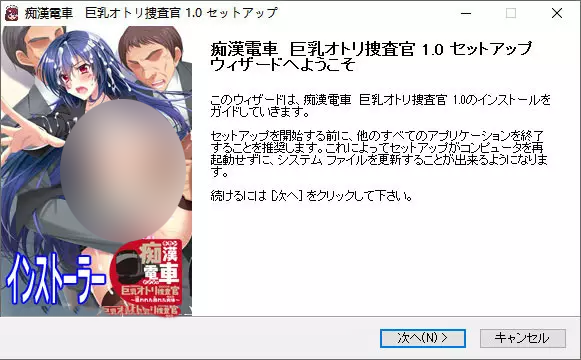 痴漢電車　巨乳オトリ捜査官 1.0 セットアップ
痴漢電車　巨乳オトリ捜査官 1.0 セットアップ
ウィザードへようこそ
このウィザードは、痴漢電車　巨乳オトリ捜査官 1.0のインストールを
ガイドしていきます。
セットアップを開始する前に、他のすべてのアプリケーションを終了
することを推奨します。これによってセットアップがコンピュータを再
起動せずに、システム ファイルを更新することが出来るようになりま
す。
続けるには [次へ] をクリックして下さい。
インストーラー
痴漢
電車
巨乳オトリ捜査官
次へ(N) >
キャンセル